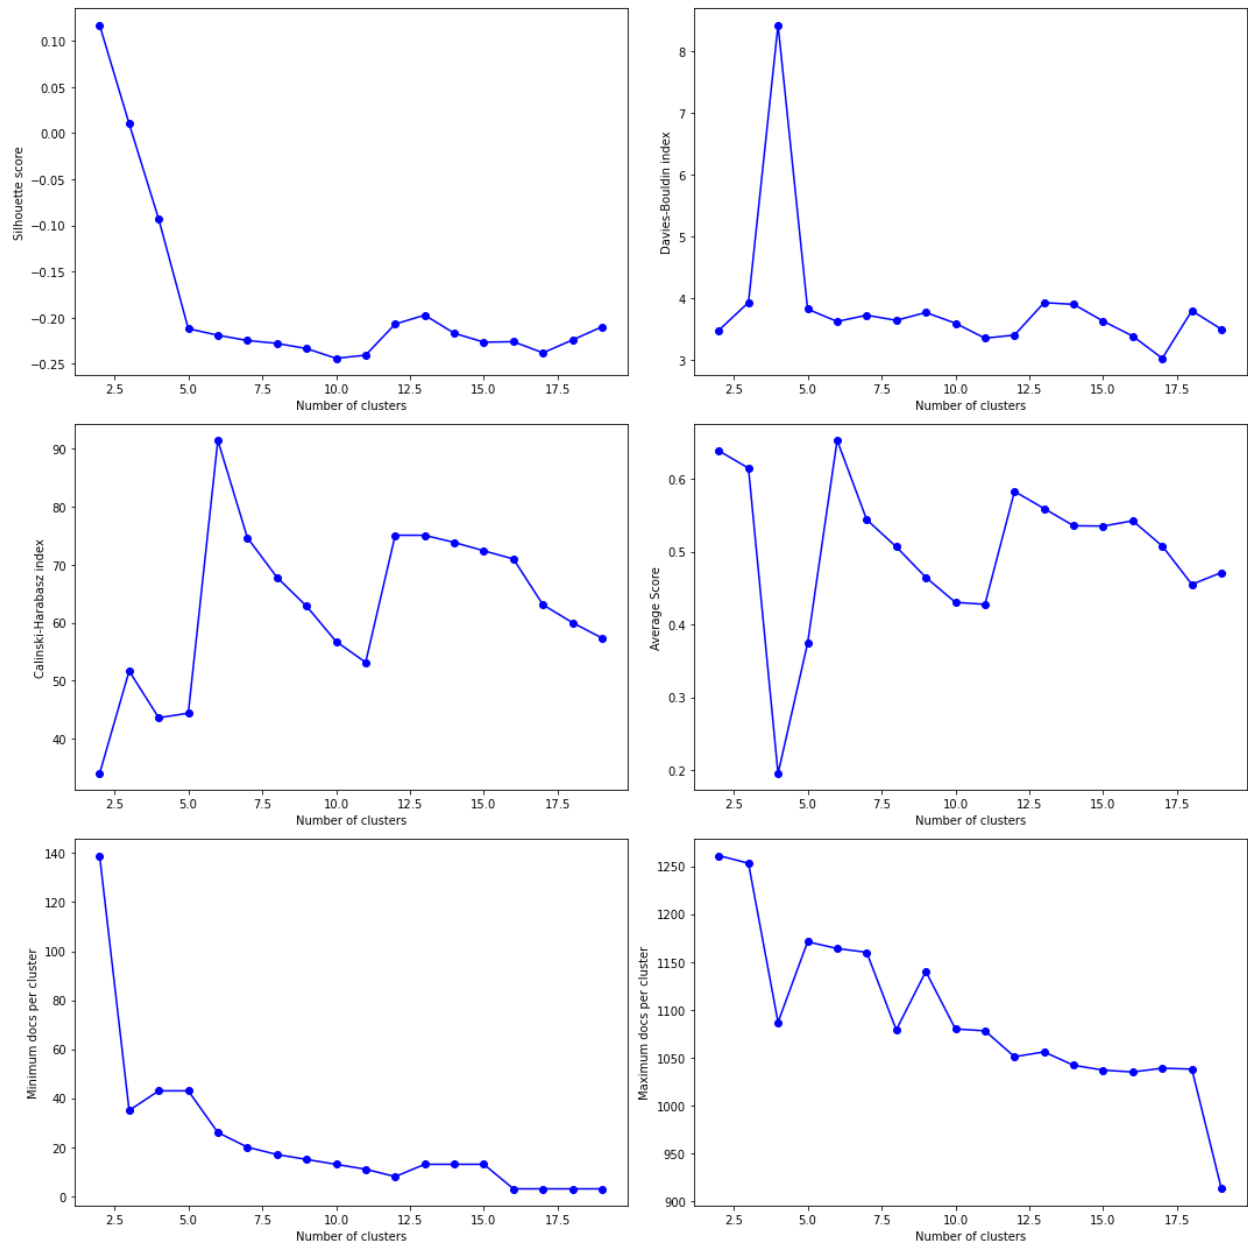 0.10
0.05
0.00
−0.05
−0.10
−0.15
−0.20
−0.25
Silhouette score
2.5 5.0 7.5 10.0 12.5 15.0 17.5
Number of clusters
8
7
6
5
4
3
Davies-Bouldin index
2.5 5.0 7.5 10.0 12.5 15.0 17.5
Number of clusters
90
80
70
60
50
40
Calinski-Harabasz index
2.5 5.0 7.5 10.0 12.5 15.0 17.5
Number of clusters
0.6
0.5
0.4
0.3
0.2
Average Score
2.5 5.0 7.5 10.0 12.5 15.0 17.5
Number of clusters
140
120
100
80
60
40
20
0
Minimum docs per cluster
2.5 5.0 7.5 10.0 12.5 15.0 17.5
Number of clusters
1250
1200
1150
1100
1050
1000
950
900
Maximum docs per cluster
2.5 5.0 7.5 10.0 12.5 15.0 17.5
Number of clusters